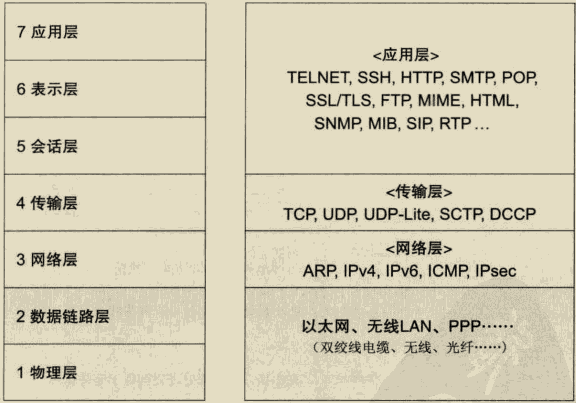 7 应用层
6 表示层
5 会话层
4 传输层
3 网络层
2 数据链路层
1 物理层
<应用层>
TELNET, SSH, HTTP, SMTP, POP,
SSL/TLS, FTP, MIME, HTML,
SNMP, MIB, SIP, RTP ...
<传输层>
TCP, UDP, UDP-Lite, SCTP, DCCP
<网络层>
ARP, IPv4, IPv6, ICMP, IPsec
以太网、无线LAN、PPP……
（双绞线电缆、无线、光纤……）